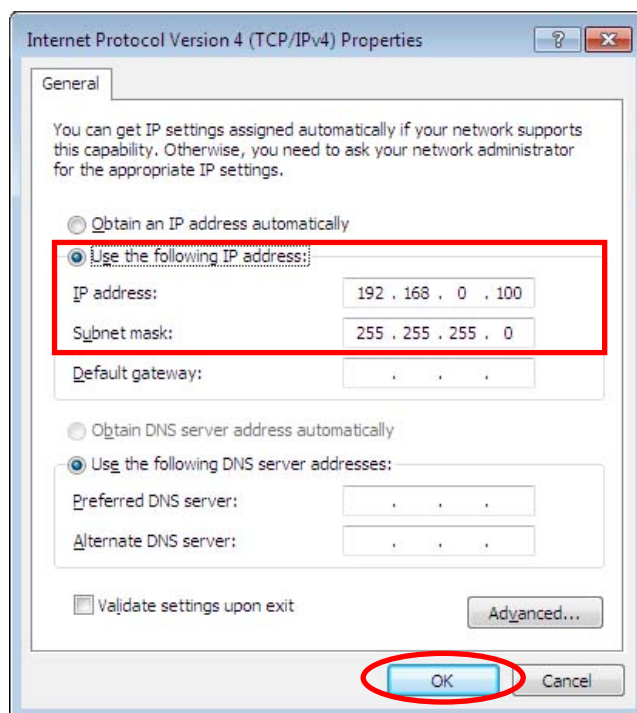 Internet Protocol Version 4 (TCP/IPv4) Properties
General
You can get IP settings assigned automatically if your network supports
this capability. Otherwise, you need to ask your network administrator
for the appropriate IP settings.
Obtain an IP address automatically
Use the following IP address:
IP address: 192 . 168 . 0 . 100
Subnet mask: 255 . 255 . 255 . 0
Default gateway: . . .
Obtain DNS server address automatically
Use the following DNS server addresses:
Preferred DNS server: . . .
Alternate DNS server: . . .
Validate settings upon exit
Advanced...
OK Cancel